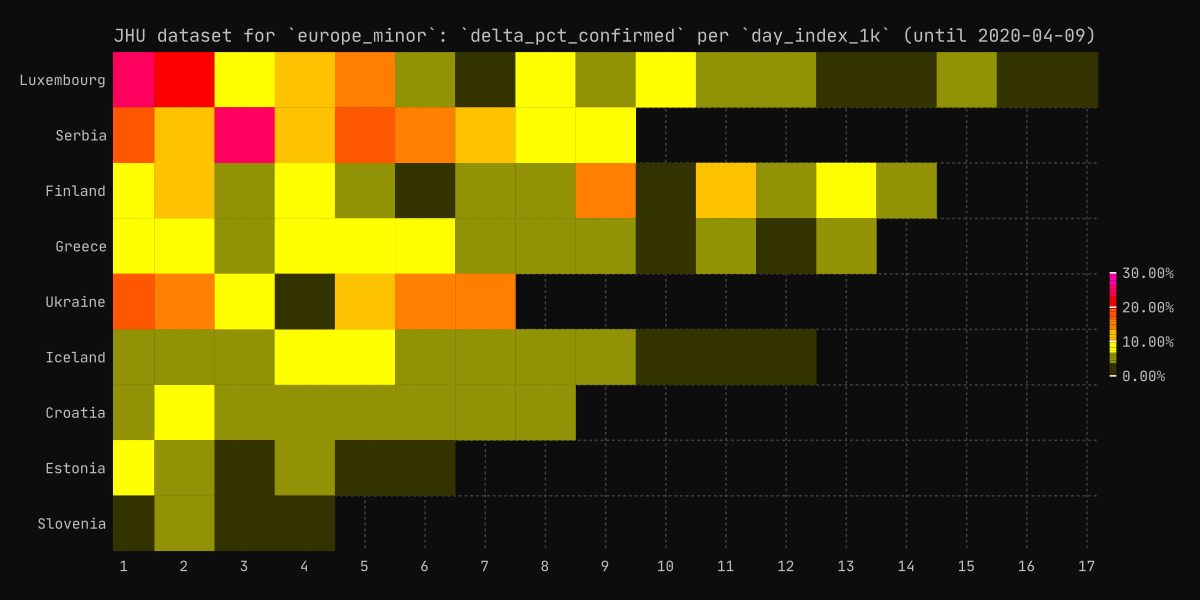 JHU dataset for `europe_minor`: `delta_pct_confirmed` per `day_index_1k` (until 2020-04-09)
Luxembourg
Serbia
Finland
Greece
Ukraine
Iceland
Croatia
Estonia
Slovenia
30.00%
20.00%
10.00%
0.00%
1 2 3 4 5 6 7 8 9 10 11 12 13 14 15 16 17